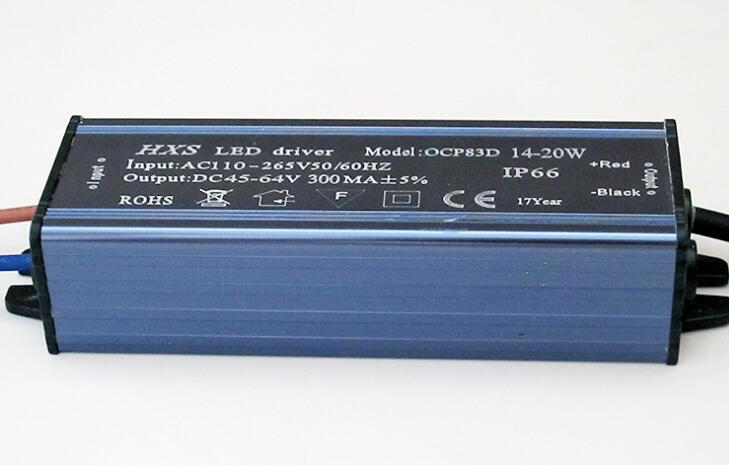 HXS LED driver Model:OCP83D 14-20W
Input:AC110-265V50/60HZ
Output:DC45-64V 300MA±5% IP66
ROHS F CE 17Year
Input
Output
+Red
-Black